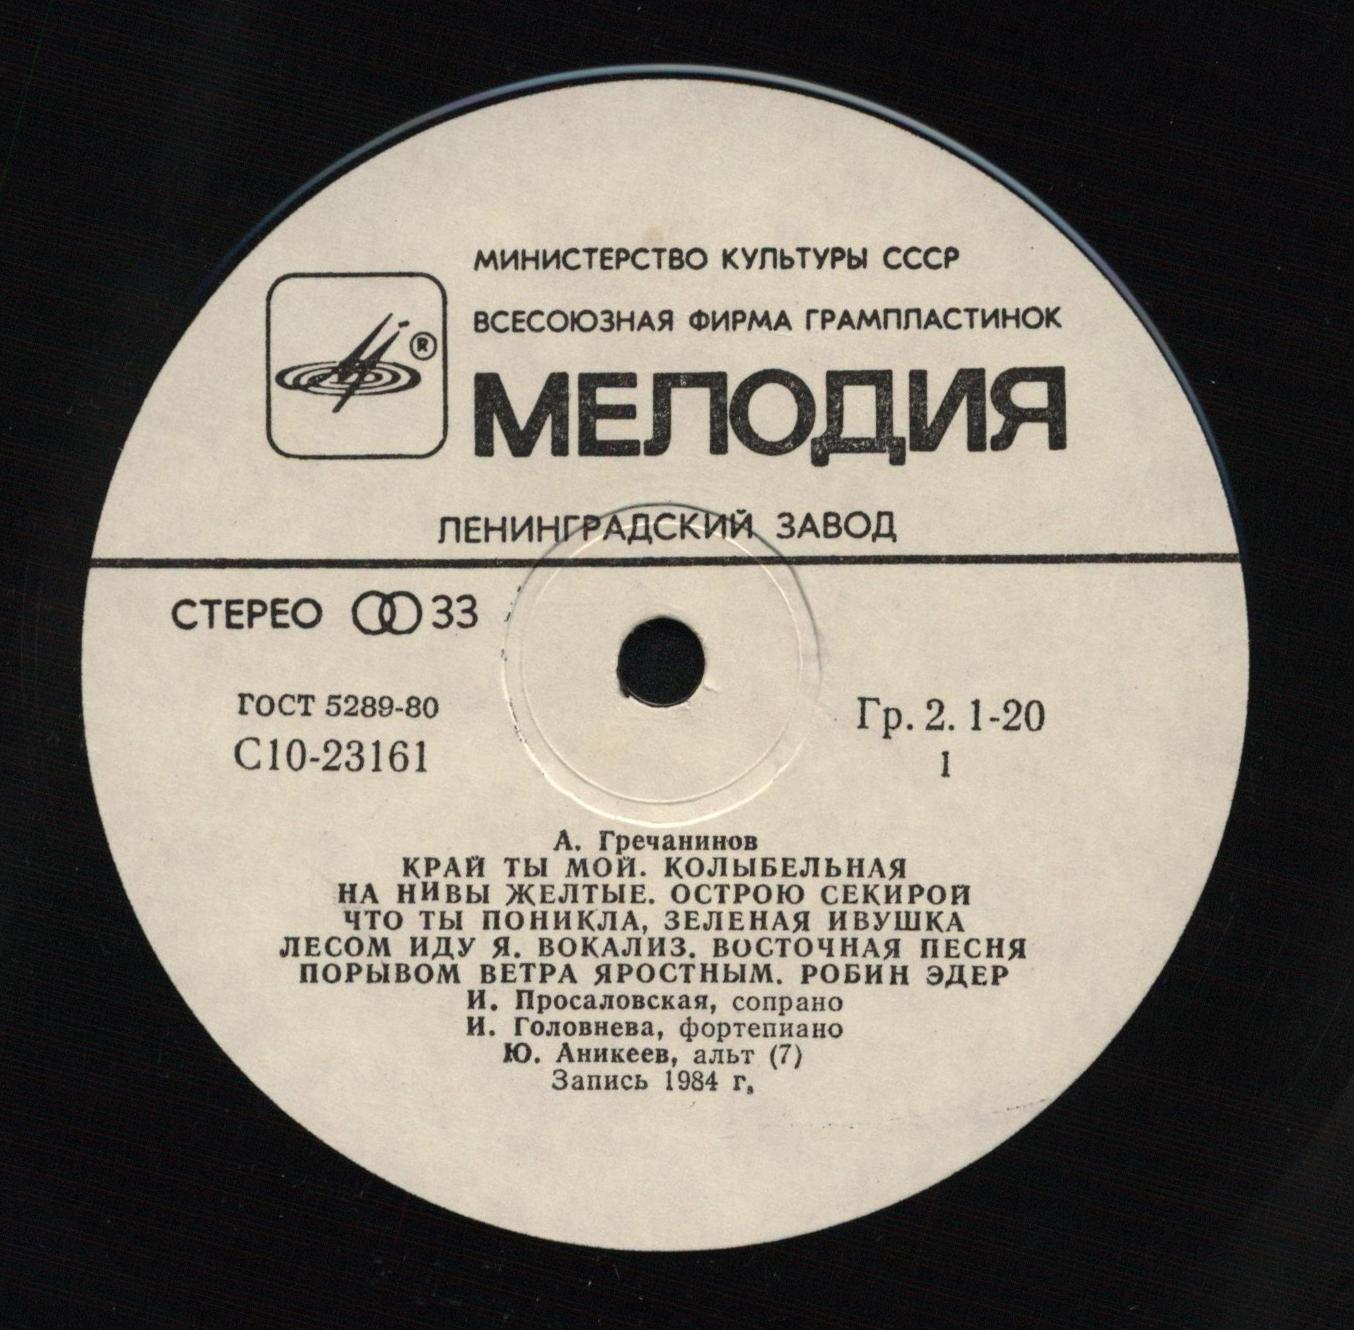 МИНИСТЕРСТВО КУЛЬТУРЫ СССР
ВСЕСОЮЗНАЯ ФИРМА ГРАМПЛАСТИНОК
®
МЕЛОДИЯ
ЛЕНИНГРАДСКИЙ ЗАВОД
СТЕРЕО 33
ГОСТ 5289-80
С10-23161
Гр. 2. 1-20
1
А. Гречанинов
КРАЙ ТЫ МОЙ. КОЛЫБЕЛЬНАЯ
НА НИВЫ ЖЕЛТЫЕ. ОСТРОЮ СЕКИРОЙ
ЧТО ТЫ ПОНИКЛА, ЗЕЛЕНАЯ ИВУШКА
ЛЕСОМ ИДУ Я. ВОКАЛИЗ. ВОСТОЧНАЯ ПЕСНЯ
ПОРЫВОМ ВЕТРА ЯРОСТНЫМ. РОБИН ЭДЕР
И. Просаловская, сопрано
И. Головнева, фортепиано
Ю. Аникеев, альт (7)
Запись 1984 г.